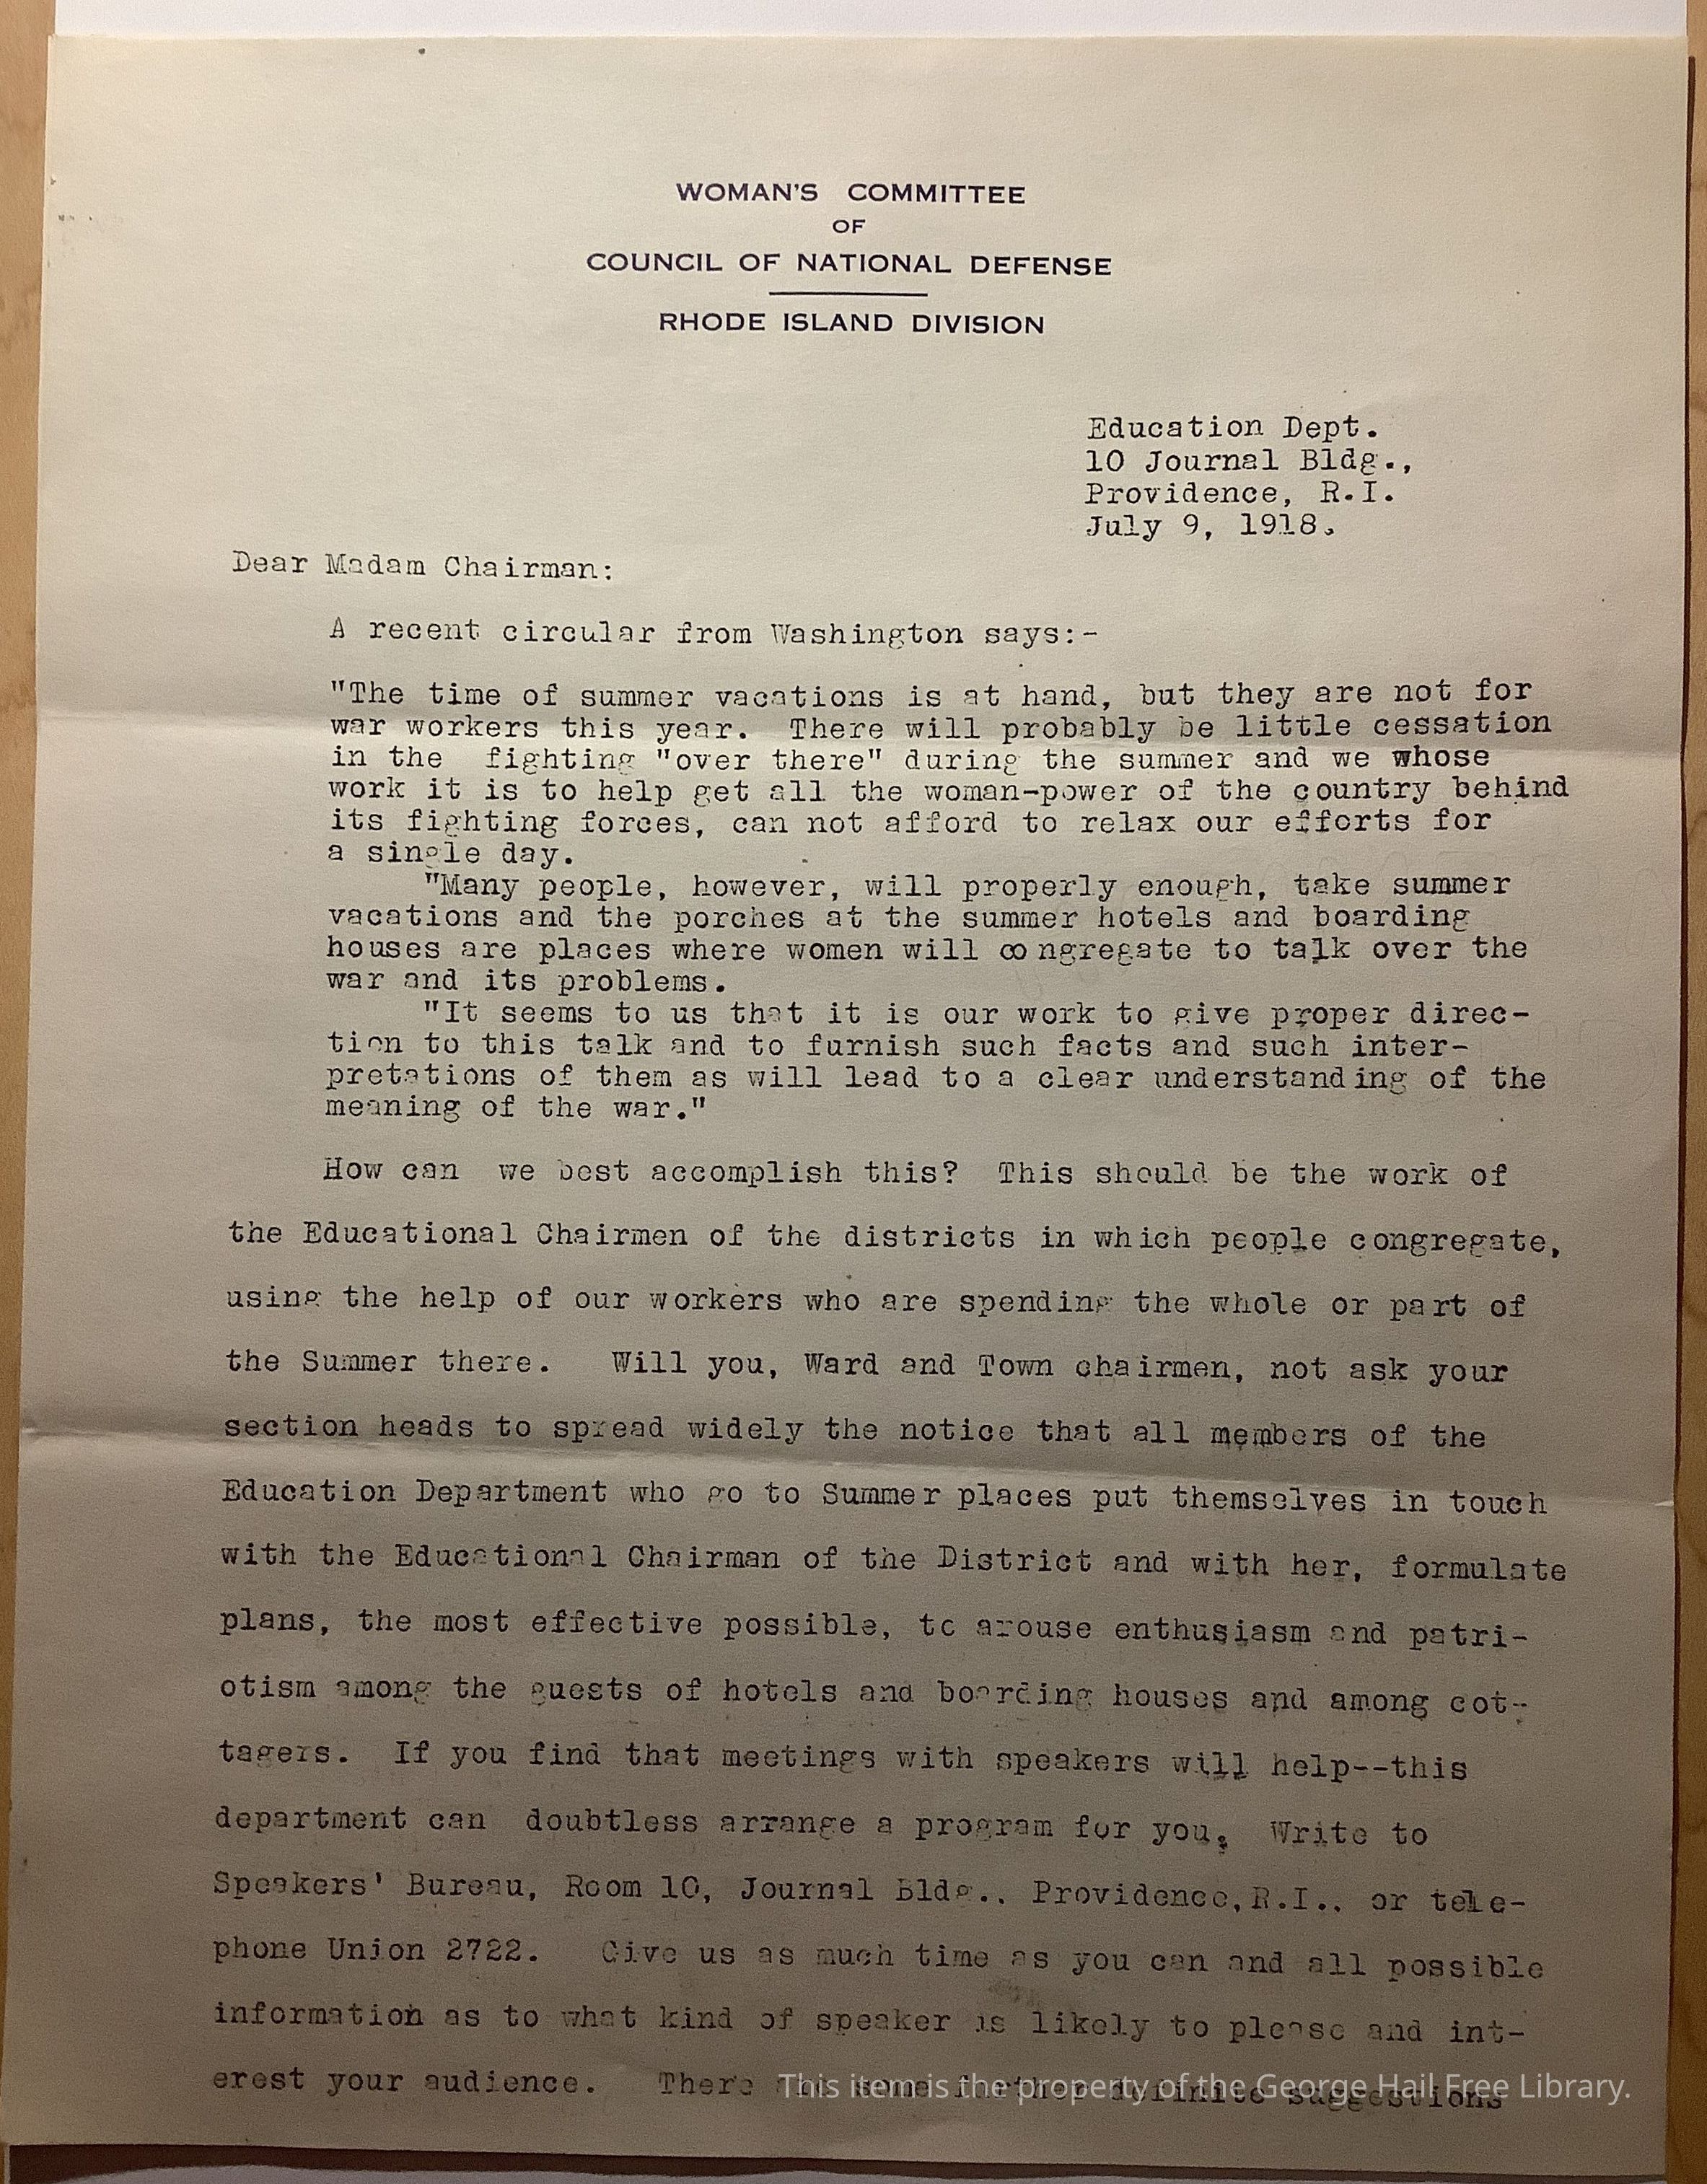 WOMAN'S COMMITTEE
OF
COUNCIL OF NATIONAL DEFENSE
RHODE ISLAND DIVISION
Education Dept.
10 Journal Bldg.,
Providence, R.I.
July 9, 1918.
Dear Madam Chairman:
A recent circular from Washington says:-
"The time of summer vacations is at hand, but they are not for
war workers this year. There will probably be little cessation
in the fighting "over there" during the summer and we whose
work it is to help get all the woman-power of the country behind
its fighting forces, can not afford to relax our efforts for
a single day.
"Many people, however, will properly enough, take summer
vacations and the porches at the summer hotels and boarding
houses are places where women will congregate to talk over the
war and its problems.
"It seems to us that it is our work to give proper direc-
tion to this talk and to furnish such facts and such inter-
pretations of them as will lead to a clear understanding of the
meaning of the war."
How can we best accomplish this? This should be the work of
the Educational Chairmen of the districts in which people congregate,
using the help of our workers who are spending the whole or part of
the Summer there. Will you, Ward and Town chairmen, not ask your
section heads to spread widely the notice that all members of the
Education Department who go to Summer places put themselves in touch
with the Educational Chairman of the District and with her, formulate
plans, the most effective possible, to arouse enthusiasm and patri-
otism among the guests of hotels and boarding houses and among cot-
tagers. If you find that meetings with speakers will help--this
department can doubtless arrange a program for you. Write to
Speakers' Bureau, Room 10, Journal Bldg., Providence, R.I., or tele-
phone Union 2722. Give us as much time as you can and all possible
information as to what kind of speaker is likely to please and int-
erest your audience. There are some further definite suggestions
This item is the property of the George Hail Free Library.